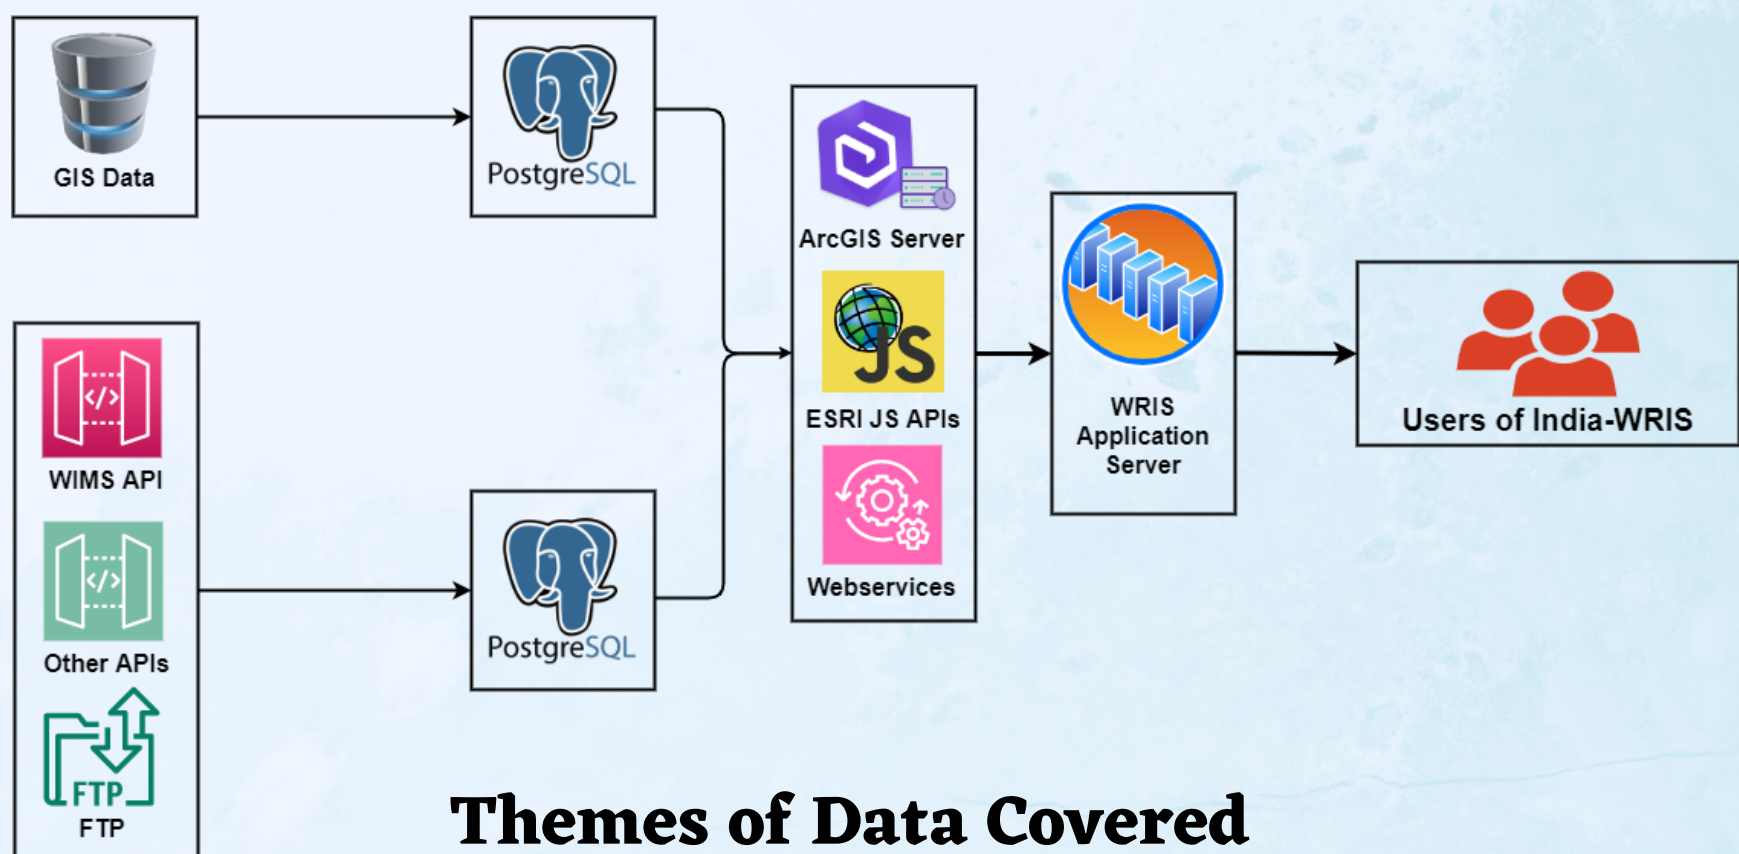 GIS Data
PostgreSQL
ArcGIS Server
JS
ESRI JS APIs
Webservices
WRIS
Application
Server
Users of India-WRIS
</>
WIMS API
</>
Other APIs
FTP
FTP
PostgreSQL
Themes of Data Covered